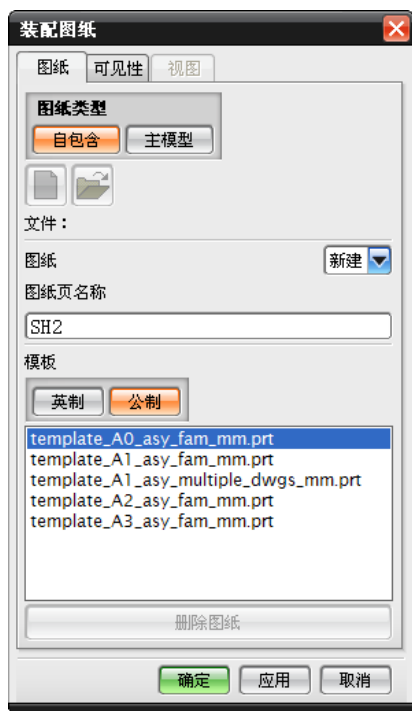 装配图纸
图纸 可见性 视图
图纸类型
自包含 主模型
文件：
图纸 新建
图纸页名称
SH2
模板
英制 公制
template_A0_asy_fam_mm.prt
template_A1_asy_fam_mm.prt
template_A1_asy_multiple_dwgs_mm.prt
template_A2_asy_fam_mm.prt
template_A3_asy_fam_mm.prt
删除图纸
确定 应用 取消